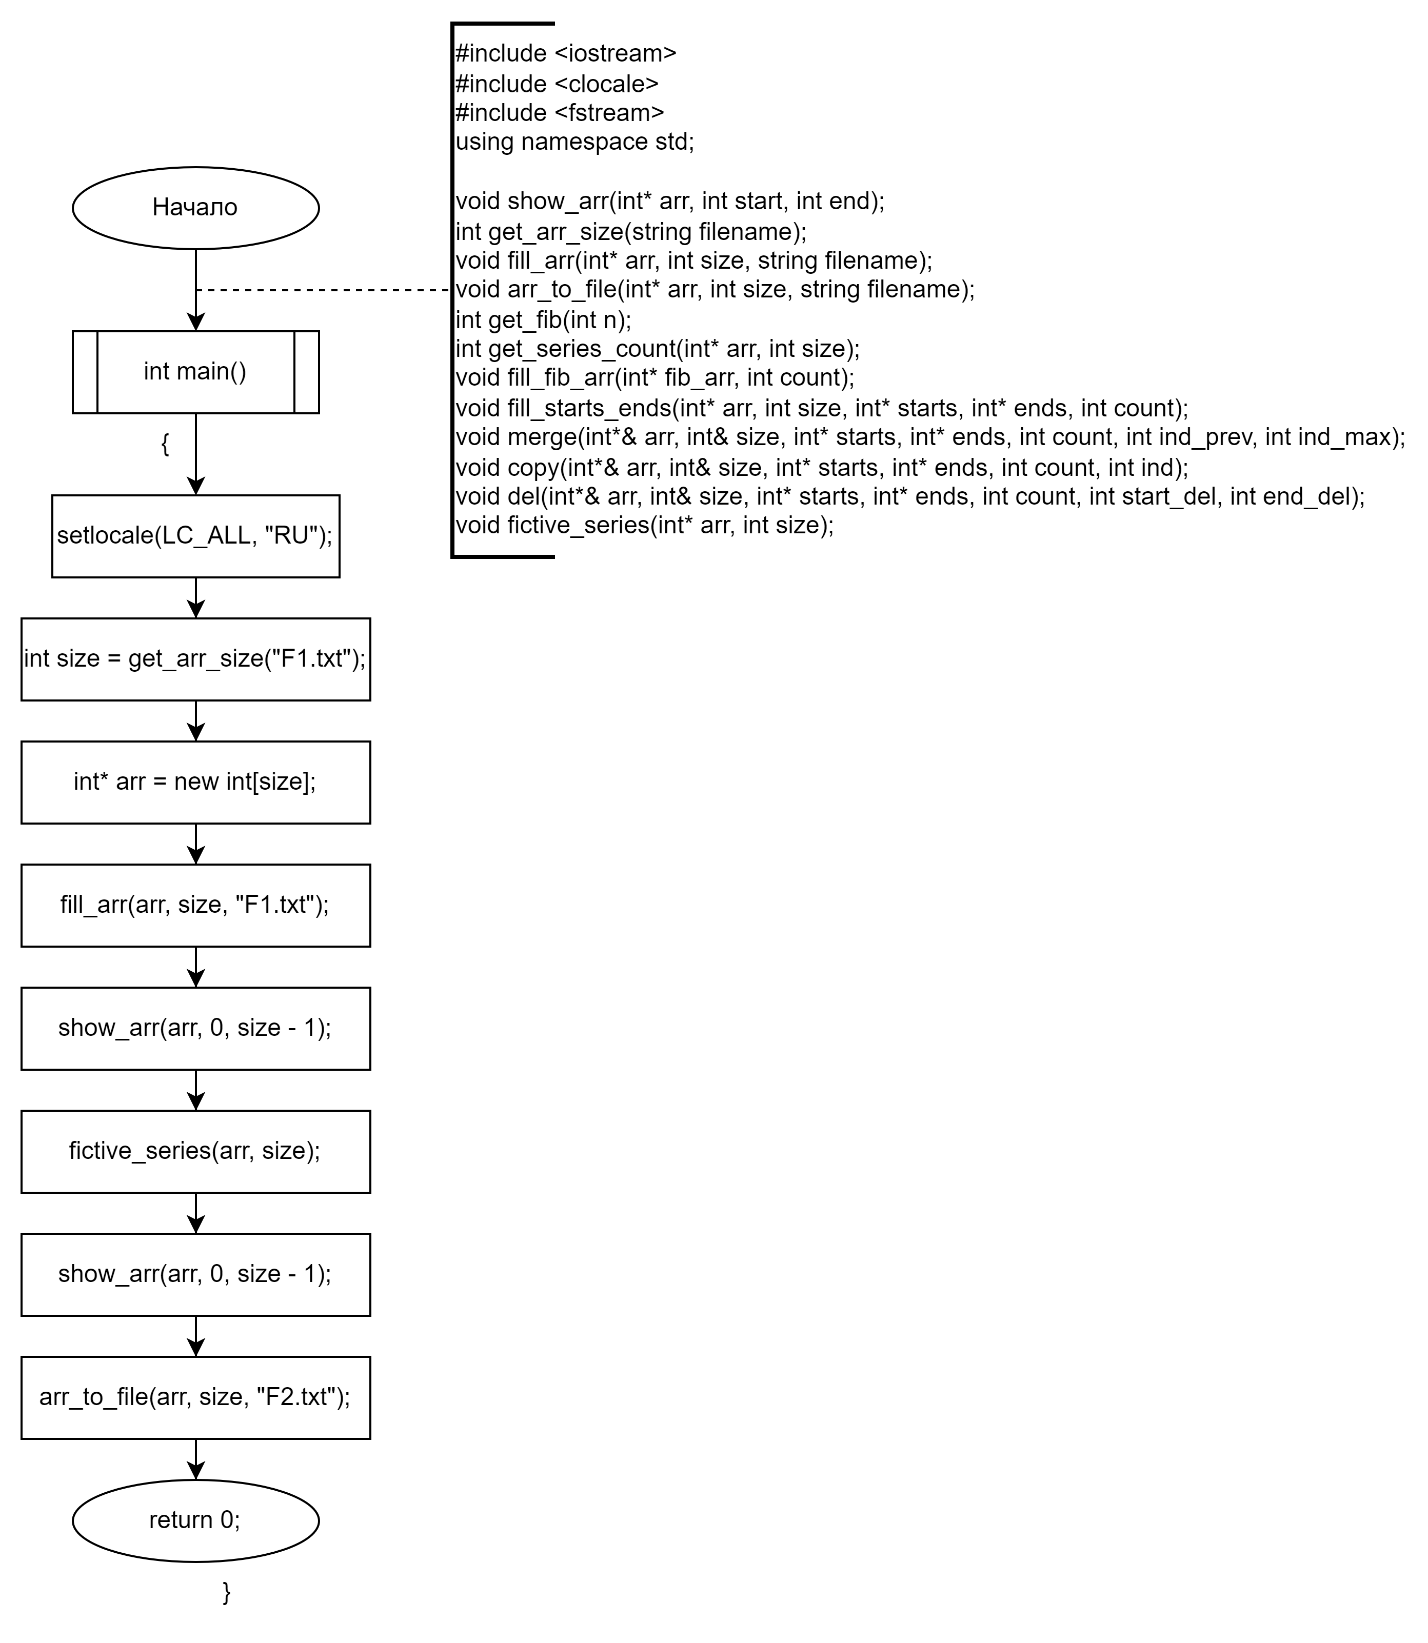 #include <iostream>
#include <clocale>
#include <fstream>
using namespace std;
void show_arr(int* arr, int start, int end);
int get_arr_size(string filename);
void fill_arr(int* arr, int size, string filename);
void arr_to_file(int* arr, int size, string filename);
int get_fib(int n);
int get_series_count(int* arr, int size);
void fill_fib_arr(int* fib_arr, int count);
void fill_starts_ends(int* arr, int size, int* starts, int* ends, int count);
void merge(int*& arr, int& size, int* starts, int* ends, int count, int ind_prev, int ind_max);
void copy(int*& arr, int& size, int* starts, int* ends, int count, int ind);
void del(int*& arr, int& size, int* starts, int* ends, int count, int start_del, int end_del);
void fictive_series(int* arr, int size);
Начало
int main()
{
setlocale(LC_ALL, "RU");
int size = get_arr_size("F1.txt");
int* arr = new int[size];
fill_arr(arr, size, "F1.txt");
show_arr(arr, 0, size - 1);
fictive_series(arr, size);
show_arr(arr, 0, size - 1);
arr_to_file(arr, size, "F2.txt");
return 0;
}